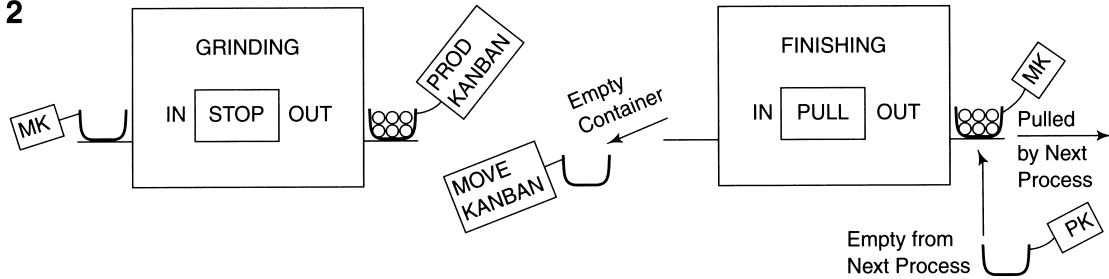 2
GRINDING
IN STOP OUT
MK
PROD
KANBAN
Empty
Container
MOVE
KANBAN
FINISHING
IN PULL OUT
MK
Pulled
by Next
Process
Empty from
Next Process
PK